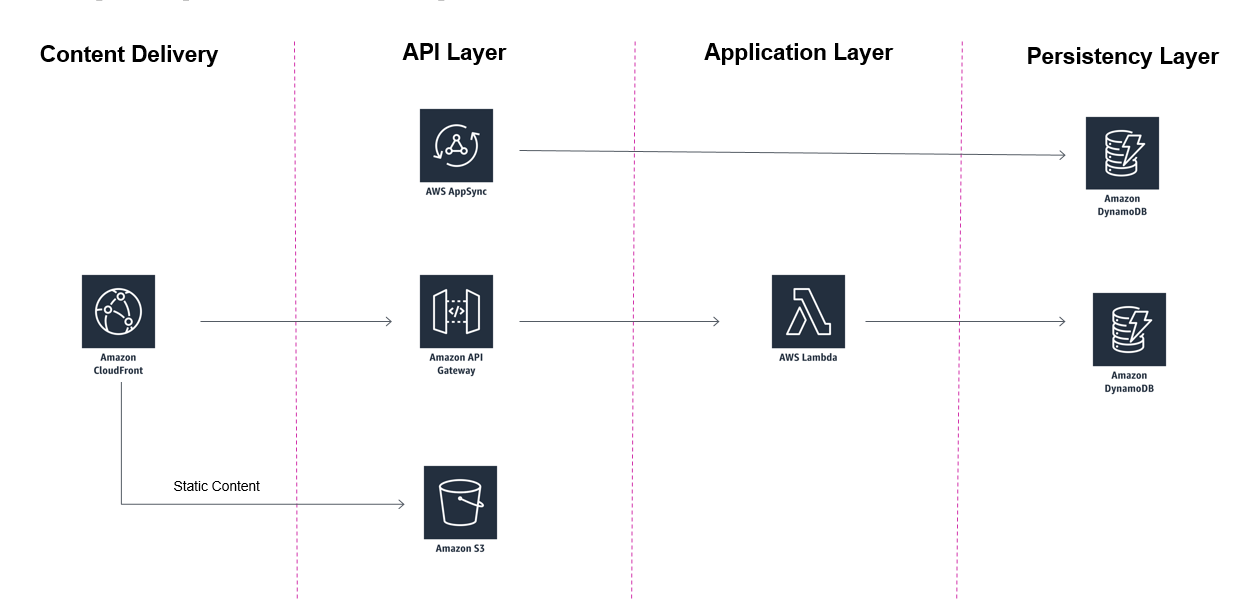 Content Delivery
API Layer
Application Layer
Persistency Layer
AWS AppSync
Amazon
DynamoDB
Amazon
CloudFront
Amazon API
Gateway
</>
AWS Lambda
Amazon
DynamoDB
Static Content
Amazon S3